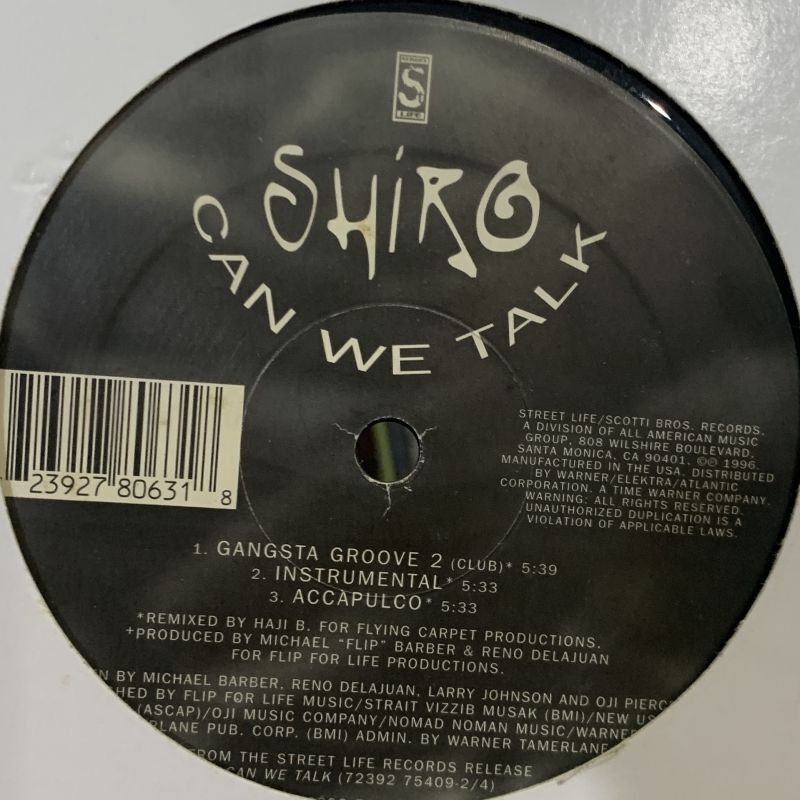 STREET
S
LIFE
SHIRO
CAN WE TALK
23927 80631 8
STREET LIFE/SCOTTI BROS. RECORDS.
A DIVISION OF ALL AMERICAN MUSIC
GROUP, 808 WILSHIRE BOULEVARD,
SANTA MONICA, CA 90401. ©℗ 1996.
MANUFACTURED IN THE USA. DISTRIBUTED
BY WARNER/ELEKTRA/ATLANTIC
CORPORATION. A TIME WARNER COMPANY.
WARNING: ALL RIGHTS RESERVED.
UNAUTHORIZED DUPLICATION IS A
VIOLATION OF APPLICABLE LAWS.
1. GANGSTA GROOVE 2 (CLUB)* 5:39
2. INSTRUMENTAL* 5:33
3. ACCAPULCO* 5:33
*REMIXED BY HAJI B. FOR FLYING CARPET PRODUCTIONS.
+PRODUCED BY MICHAEL "FLIP" BARBER & RENO DELAJUAN
FOR FLIP FOR LIFE PRODUCTIONS.
BY MICHAEL BARBER, RENO DELAJUAN, LARRY JOHNSON AND OJI
BY FLIP FOR LIFE MUSIC/STRAIT VIZZIB MUSAK (BMI)/NEW
(ASCAP)/OJI MUSIC COMPANY/NOMAD NOMAN MUSIC/WARNER
PUB. CORP. (BMI) ADMIN. BY WARNER TAMERLANE
FROM THE STREET LIFE RECORDS RELEASE
CAN WE TALK (72392 75409-2/4)